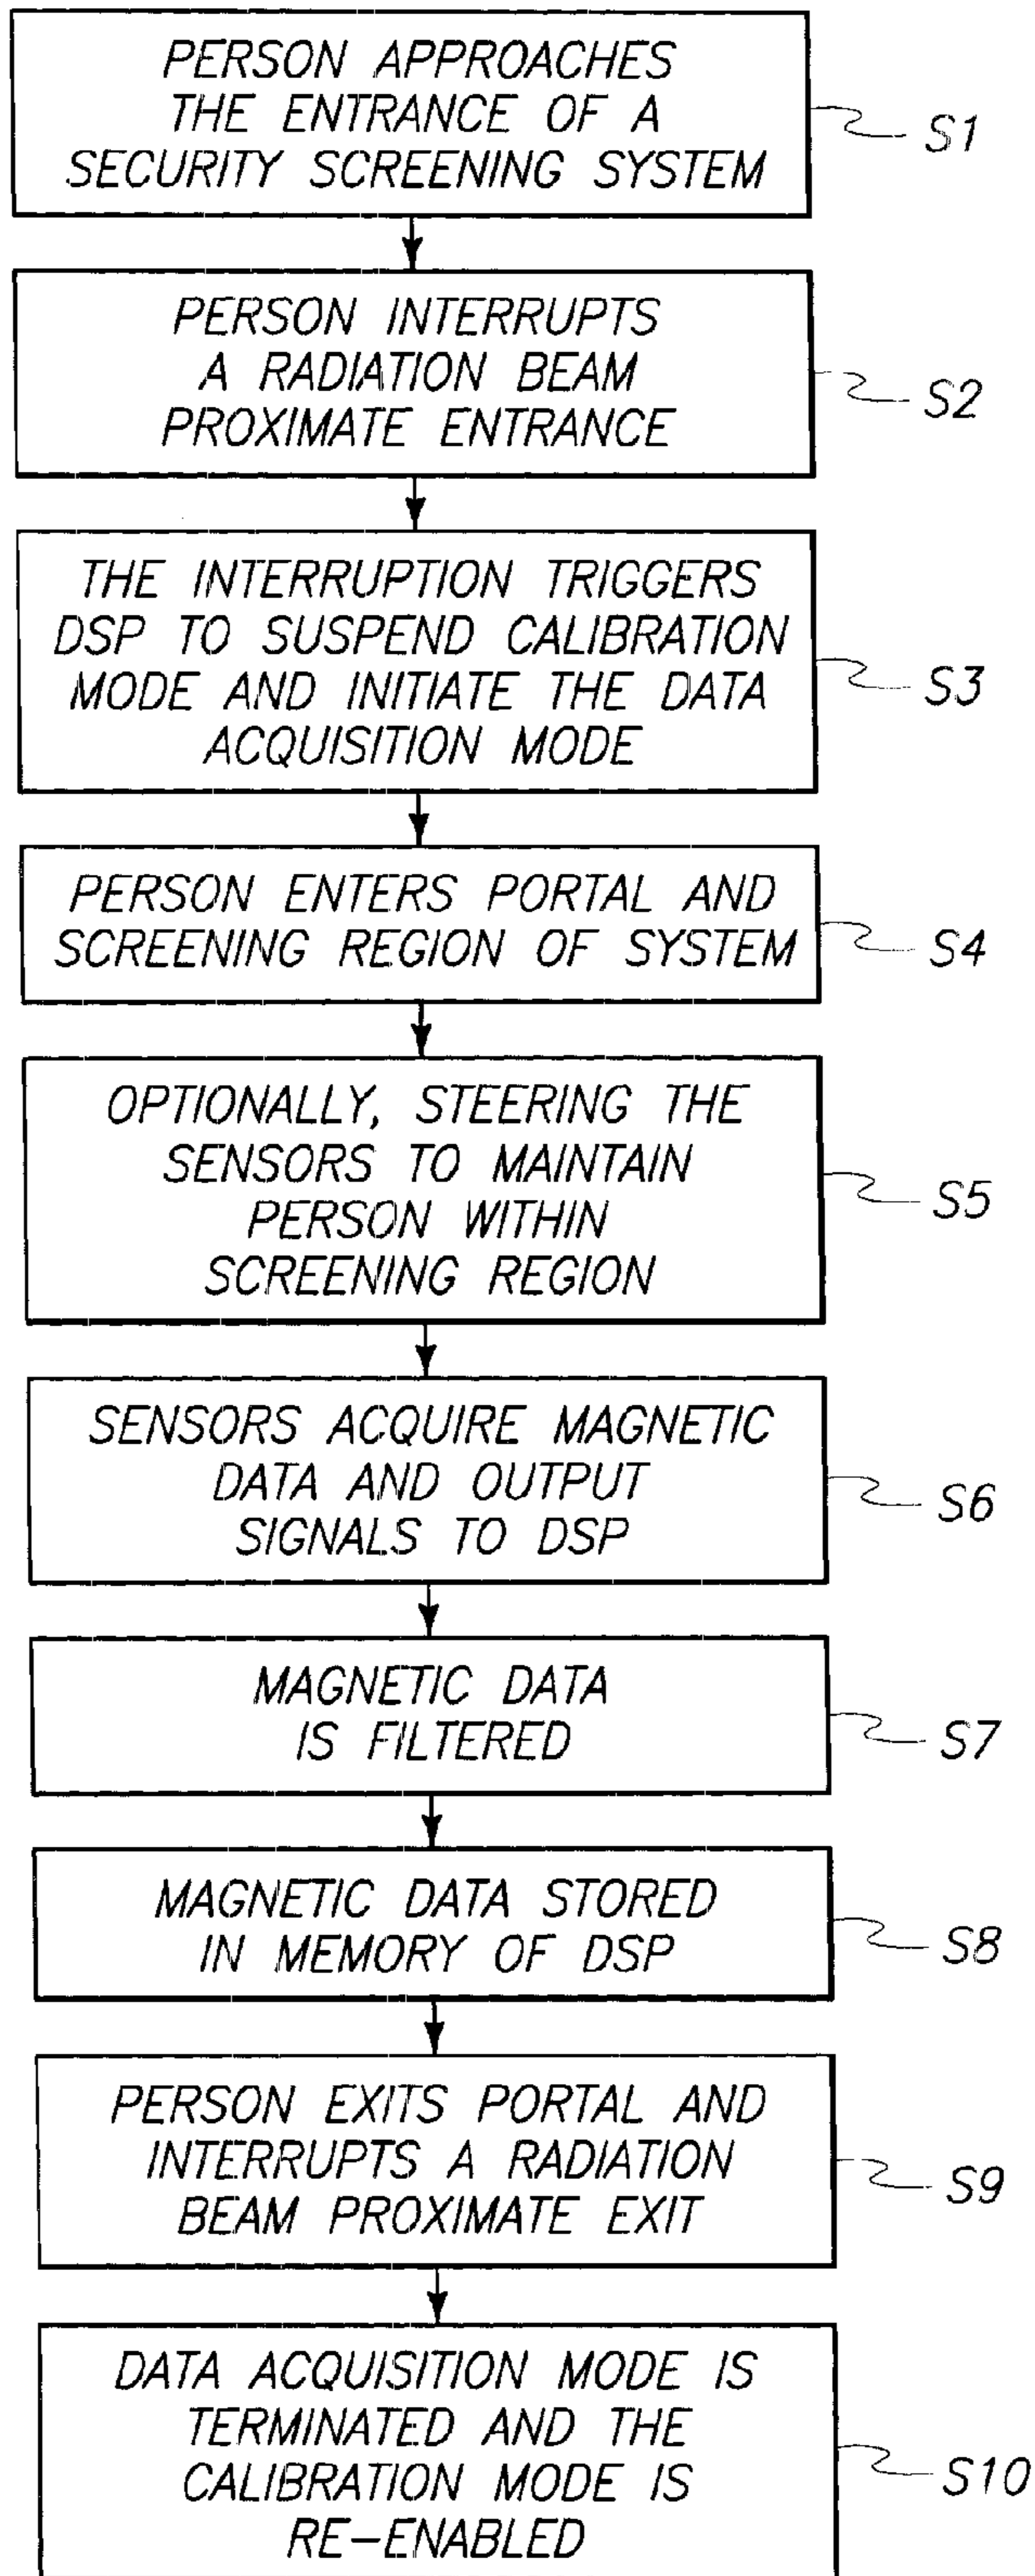 PERSON APPROACHES
THE ENTRANCE OF A
SECURITY SCREENING SYSTEM
S1
PERSON INTERRUPTS
A RADIATION BEAM
PROXIMATE ENTRANCE
S2
THE INTERRUPTION TRIGGERS
DSP TO SUSPEND CALIBRATION
MODE AND INITIATE THE DATA
ACQUISITION MODE
S3
PERSON ENTERS PORTAL AND
SCREENING REGION OF SYSTEM
S4
OPTIONALLY, STEERING THE
SENSORS TO MAINTAIN
PERSON WITHIN
SCREENING REGION
S5
SENSORS ACQUIRE MAGNETIC
DATA AND OUTPUT
SIGNALS TO DSP
S6
MAGNETIC DATA
IS FILTERED
S7
MAGNETIC DATA STORED
IN MEMORY OF DSP
S8
PERSON EXITS PORTAL AND
INTERRUPTS A RADIATION
BEAM PROXIMATE EXIT
S9
DATA ACQUISITION MODE IS
TERMINATED AND THE
CALIBRATION MODE IS
RE-ENABLED
S10